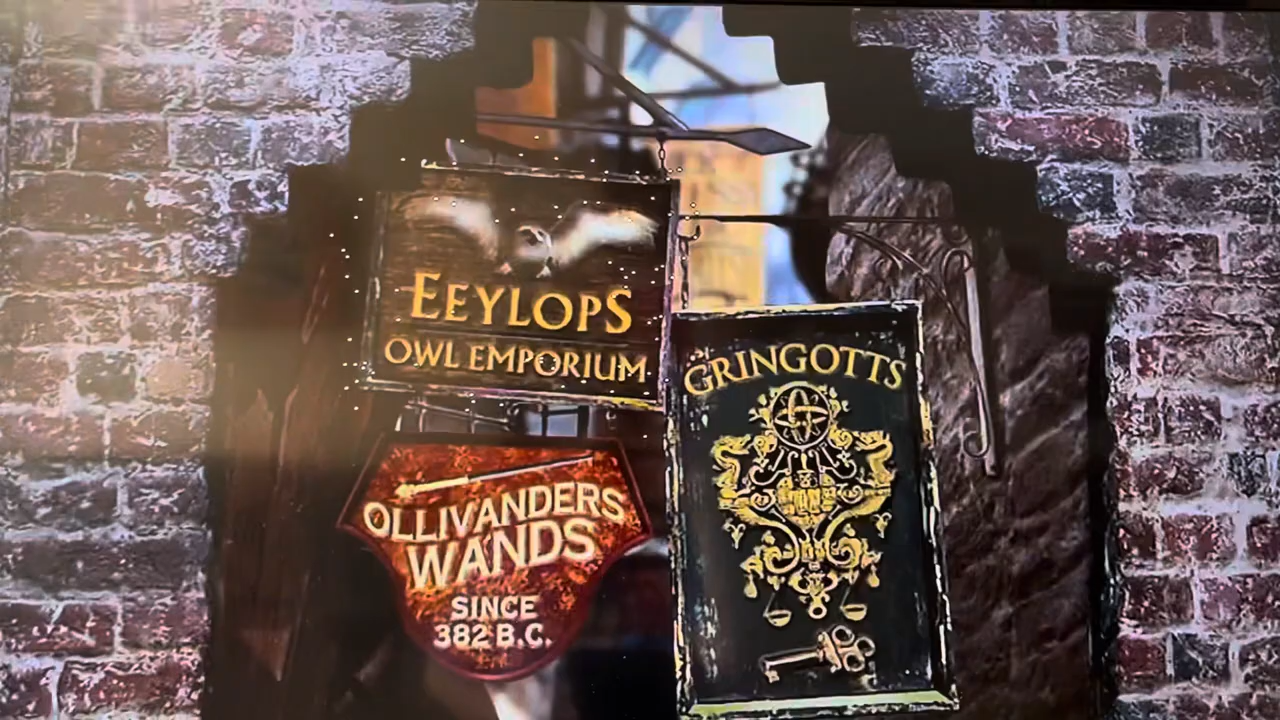 EEYLOPS
OWL EMPORIUM
GRINGOTTS
OLLIVANDERS
WANDS
SINCE
382 B.C.